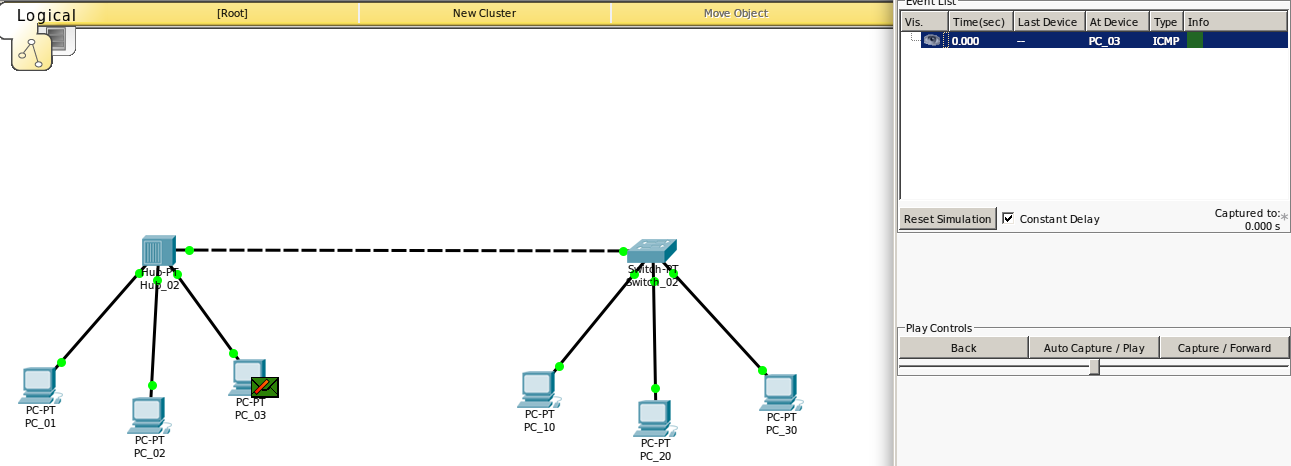 Logical
[Root]
New Cluster
Move Object
Event List
Vis. Time(sec) Last Device At Device Type Info
0.000 -- PC_03 ICMP
Reset Simulation
Constant Delay
Captured to:
0.000 s
Play Controls
Back
Auto Capture / Play
Capture / Forward
Hub-PT
Hub_02
Switch-PT
Switch_02
PC-PT
PC_01
PC-PT
PC_02
PC-PT
PC_03
PC-PT
PC_10
PC-PT
PC_20
PC-PT
PC_30